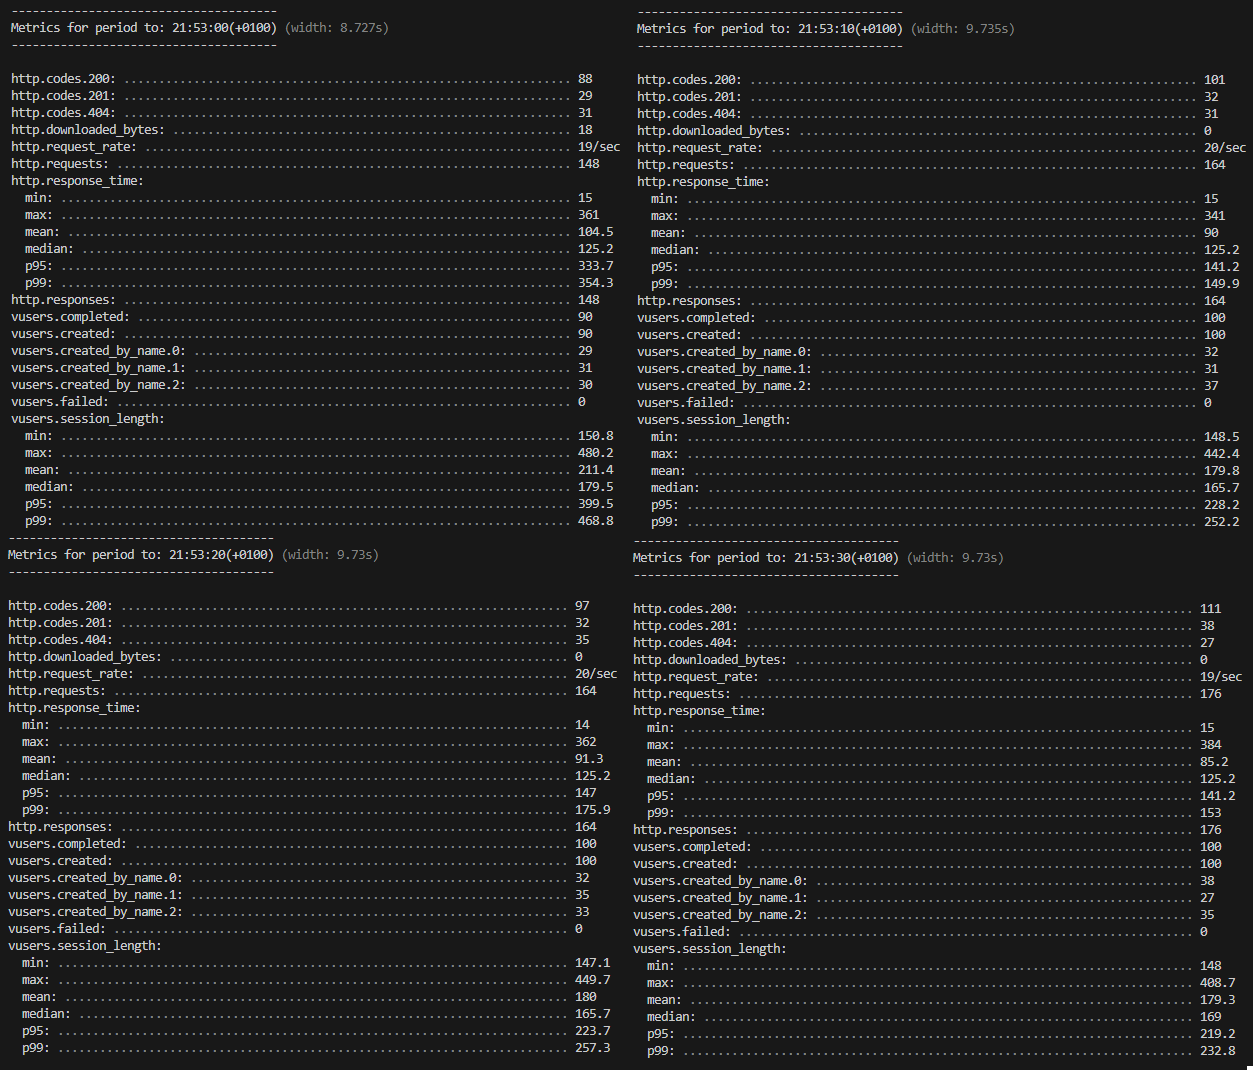 --------------------------------------
Metrics for period to: 21:53:00(+0100) (width: 8.727s)
--------------------------------------
http.codes.200: ................................................................ 88
http.codes.201: ................................................................ 29
http.codes.404: ................................................................ 31
http.downloaded_bytes: ......................................................... 18
http.request_rate: ............................................................. 19/sec
http.requests: ................................................................. 148
http.response_time:
min: ......................................................................... 15
max: ......................................................................... 361
mean: ........................................................................ 104.5
median: ...................................................................... 125.2
p95: ......................................................................... 333.7
p99: ......................................................................... 354.3
http.responses: ................................................................ 148
vusers.completed: .............................................................. 90
vusers.created: ................................................................ 90
vusers.created_by_name.0: ...................................................... 29
vusers.created_by_name.1: ...................................................... 31
vusers.created_by_name.2: ...................................................... 30
vusers.failed: ................................................................. 0
vusers.session_length:
min: ......................................................................... 150.8
max: ......................................................................... 480.2
mean: ........................................................................ 211.4
median: ...................................................................... 179.5
p95: ......................................................................... 399.5
p99: ......................................................................... 468.8
--------------------------------------
Metrics for period to: 21:53:10(+0100) (width: 9.735s)
--------------------------------------
http.codes.200: ................................................................ 101
http.codes.201: ................................................................ 32
http.codes.404: ................................................................ 31
http.downloaded_bytes: ......................................................... 0
http.request_rate: ............................................................. 20/sec
http.requests: ................................................................. 164
http.response_time:
min: ......................................................................... 15
max: ......................................................................... 341
mean: ........................................................................ 90
median: ...................................................................... 125.2
p95: ......................................................................... 141.2
p99: ......................................................................... 149.9
http.responses: ................................................................ 164
vusers.completed: .............................................................. 100
vusers.created: ................................................................ 100
vusers.created_by_name.0: ...................................................... 32
vusers.created_by_name.1: ...................................................... 31
vusers.created_by_name.2: ...................................................... 37
vusers.failed: ................................................................. 0
vusers.session_length:
min: ......................................................................... 148.5
max: ......................................................................... 442.4
mean: ........................................................................ 179.8
median: ...................................................................... 165.7
p95: ......................................................................... 228.2
p99: ......................................................................... 252.2
--------------------------------------
Metrics for period to: 21:53:20(+0100) (width: 9.73s)
--------------------------------------
http.codes.200: ................................................................ 97
http.codes.201: ................................................................ 32
http.codes.404: ................................................................ 35
http.downloaded_bytes: ......................................................... 0
http.request_rate: ............................................................. 20/sec
http.requests: ................................................................. 164
http.response_time:
min: ......................................................................... 14
max: ......................................................................... 362
mean: ........................................................................ 91.3
median: ...................................................................... 125.2
p95: ......................................................................... 147
p99: ......................................................................... 175.9
http.responses: ................................................................ 164
vusers.completed: .............................................................. 100
vusers.created: ................................................................ 100
vusers.created_by_name.0: ...................................................... 32
vusers.created_by_name.1: ...................................................... 35
vusers.created_by_name.2: ...................................................... 33
vusers.failed: ................................................................. 0
vusers.session_length:
min: ......................................................................... 147.1
max: ......................................................................... 449.7
mean: ........................................................................ 180
median: ...................................................................... 165.7
p95: ......................................................................... 223.7
p99: ......................................................................... 257.3
--------------------------------------
Metrics for period to: 21:53:30(+0100) (width: 9.73s)
--------------------------------------
http.codes.200: ................................................................ 111
http.codes.201: ................................................................ 38
http.codes.404: ................................................................ 27
http.downloaded_bytes: ......................................................... 0
http.request_rate: ............................................................. 19/sec
http.requests: ................................................................. 176
http.response_time:
min: ......................................................................... 15
max: ......................................................................... 384
mean: ........................................................................ 85.2
median: ...................................................................... 125.2
p95: ......................................................................... 141.2
p99: ......................................................................... 153
http.responses: ................................................................ 176
vusers.completed: .............................................................. 100
vusers.created: ................................................................ 100
vusers.created_by_name.0: ...................................................... 38
vusers.created_by_name.1: ...................................................... 27
vusers.created_by_name.2: ...................................................... 35
vusers.failed: ................................................................. 0
vusers.session_length:
min: ......................................................................... 148
max: ......................................................................... 408.7
mean: ........................................................................ 179.3
median: ...................................................................... 169
p95: ......................................................................... 219.2
p99: ......................................................................... 232.8